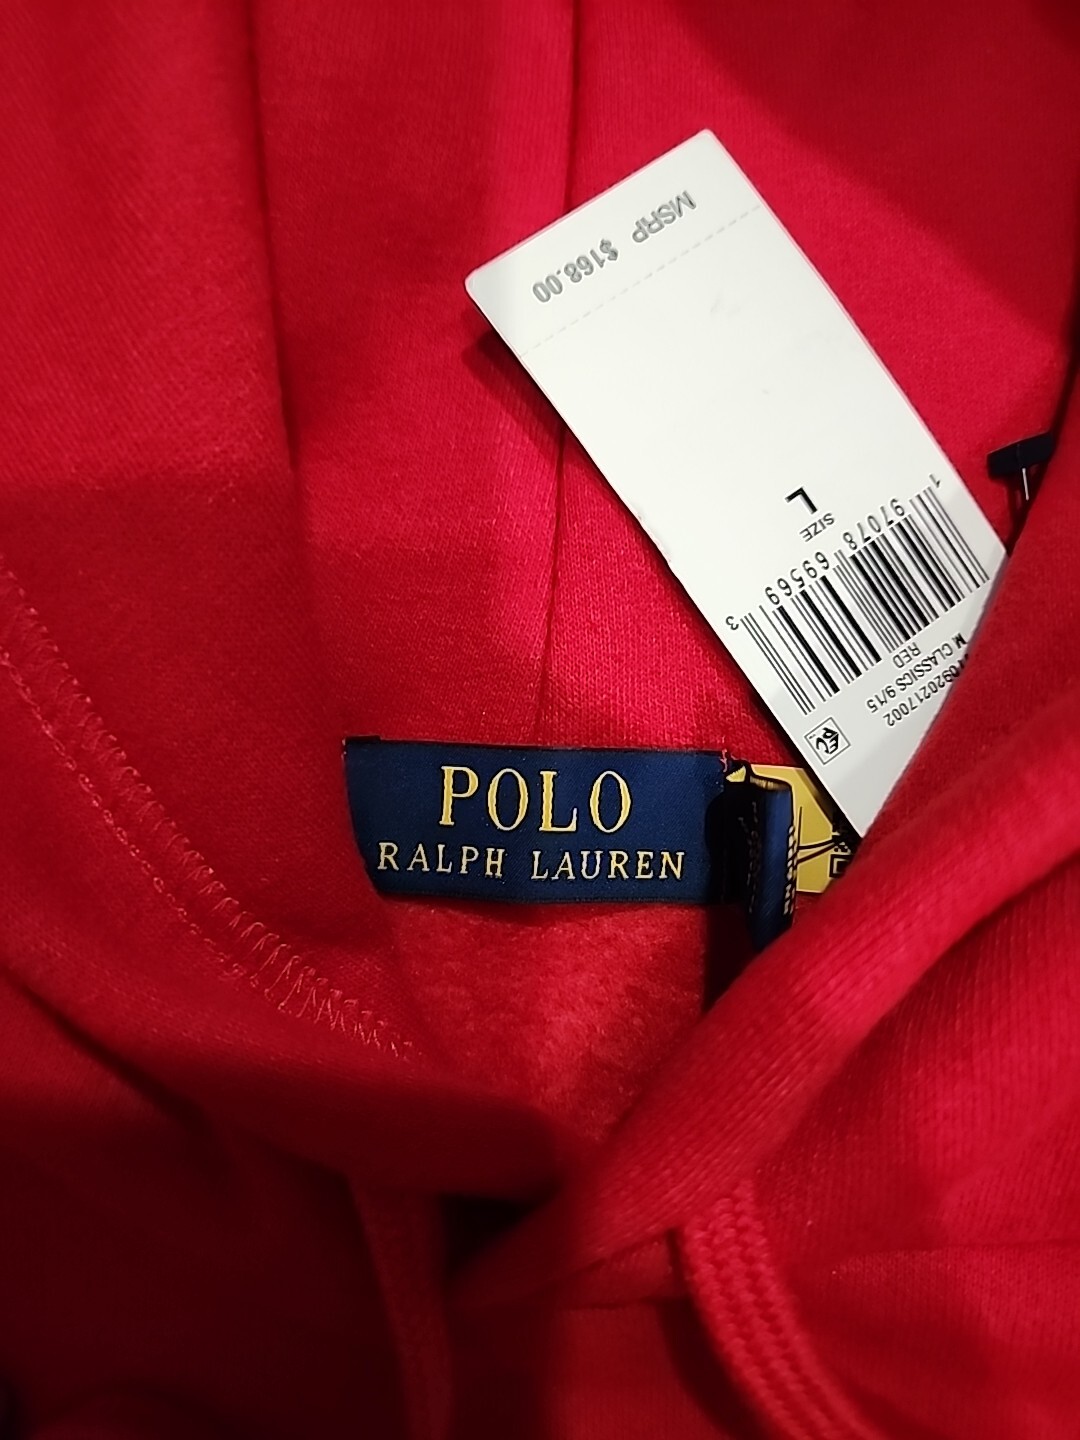 POLO
RALPH LAUREN
M CLASSICS 9/15
RED
1 97078 69569 3
SIZE
L
MSRP $168.00